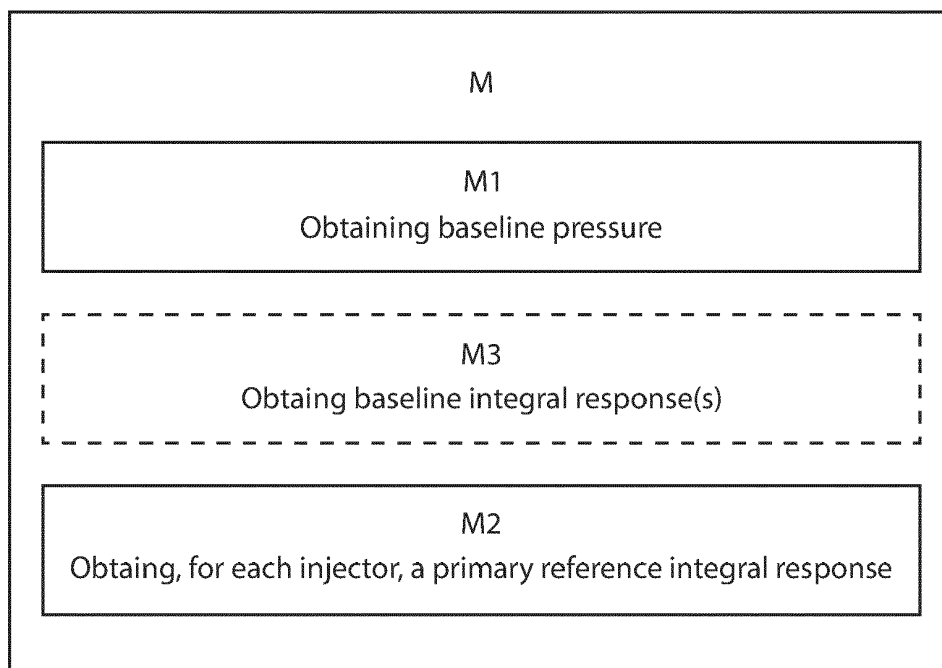 M
M1
Obtaining baseline pressure
M3
Obtaing baseline integral response(s)
M2
Obtaing, for each injector, a primary reference integral response